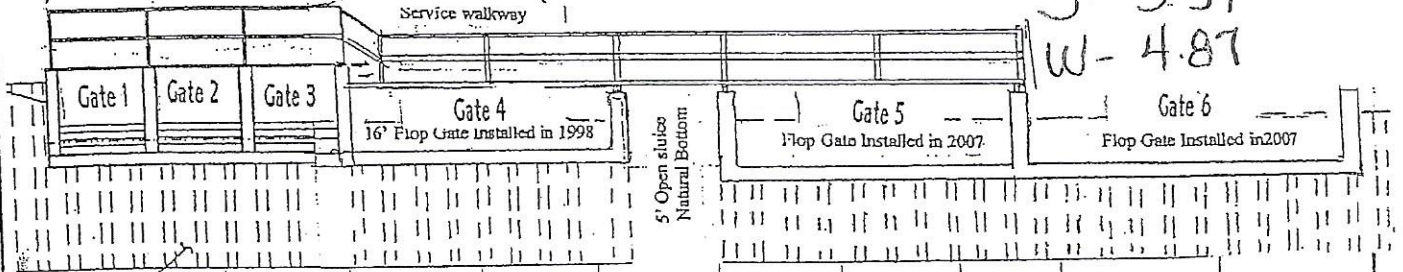 Service walkway
W- 4.87
Gate 1 Gate 2 Gate 3 Gate 4 Gate 5 Gate 6
16' Flop Gate Installed in 1998
Flop Gate Installed in 2007
Flop Gate Installed in2007
5' Open sluice
Natural Bottom